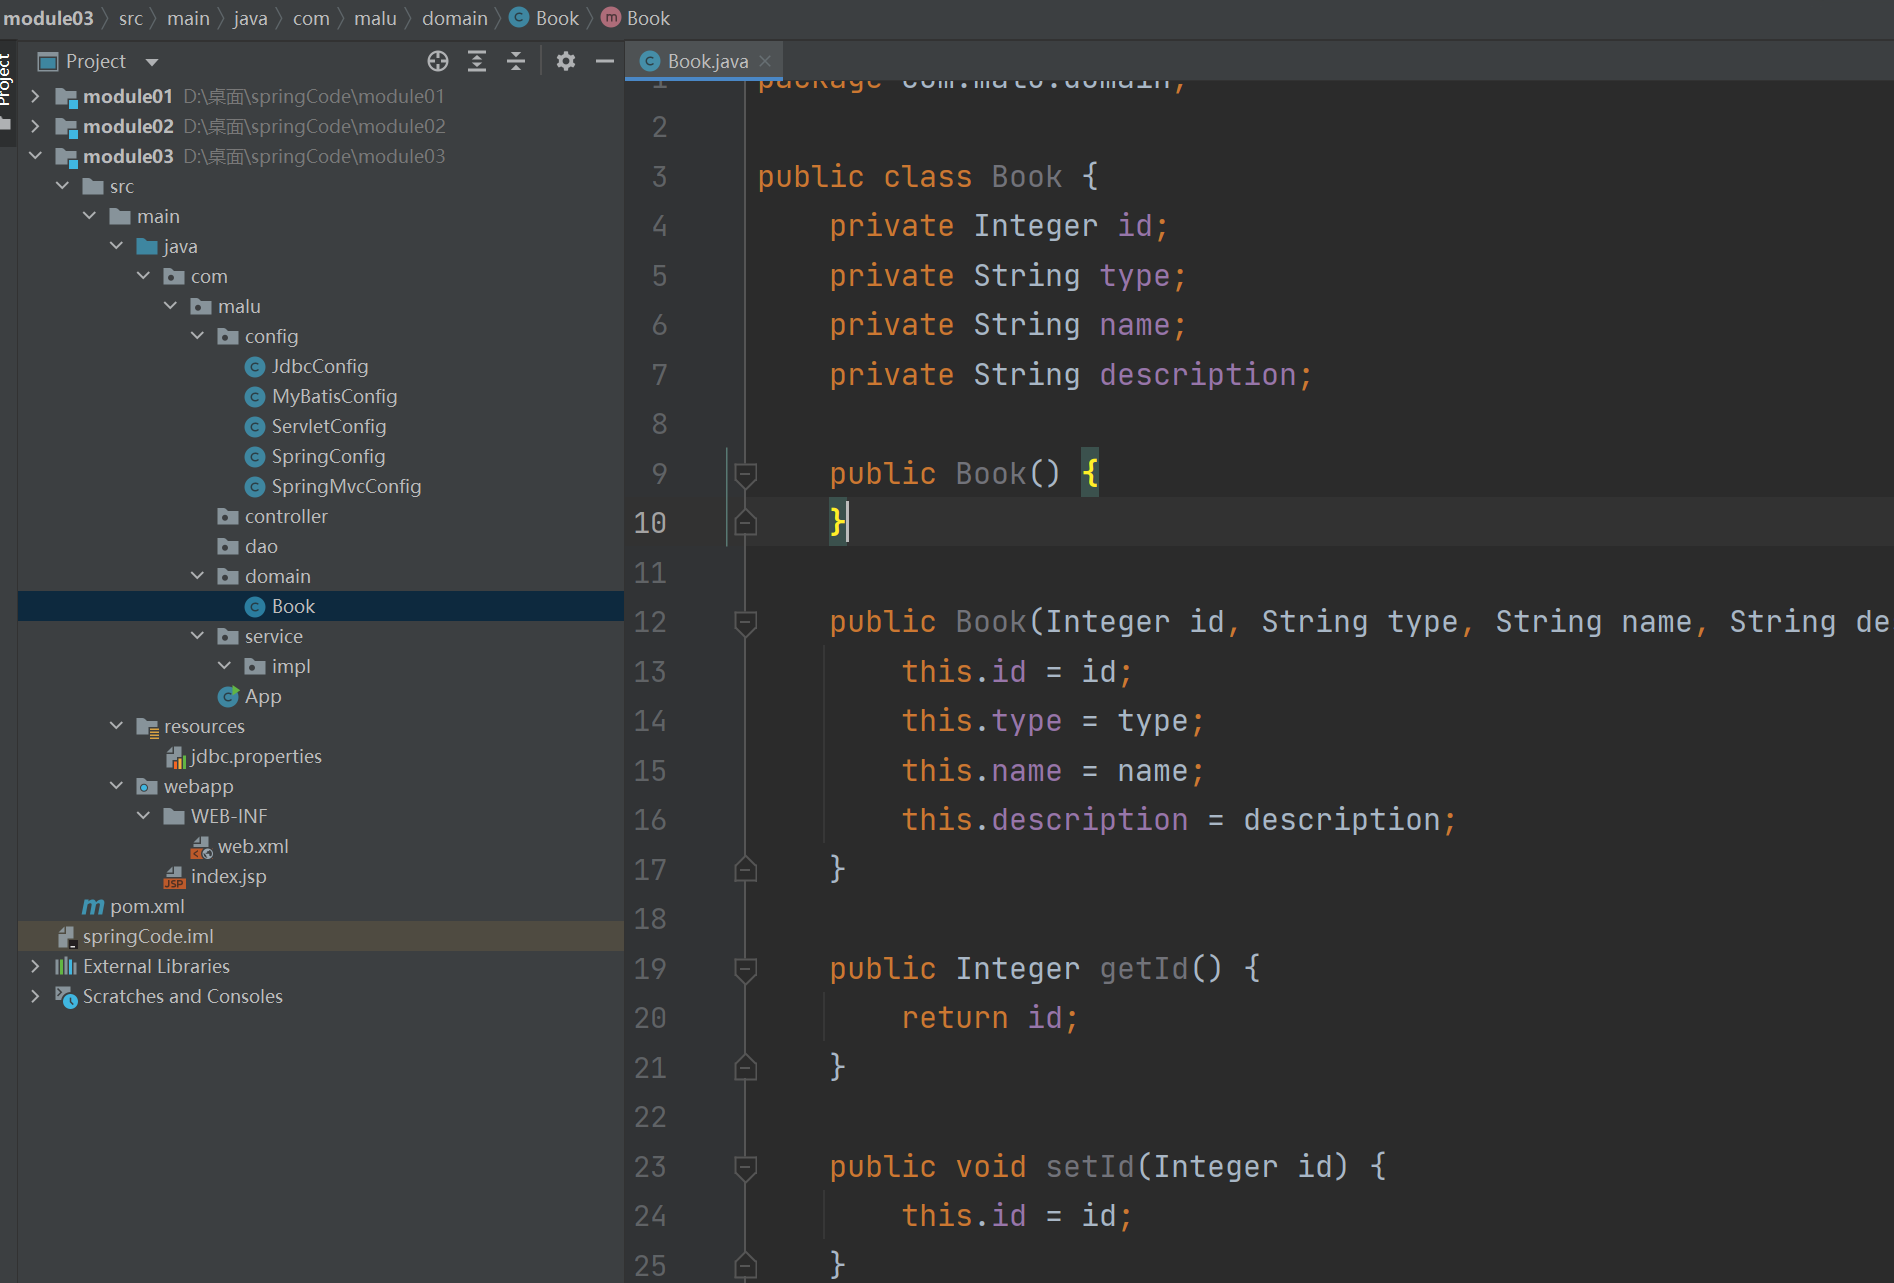 module03 src main java com malu domain Book Book
Project
Project
module01 D:\桌面\springCode\module01
module02 D:\桌面\springCode\module02
module03 D:\桌面\springCode\module03
src
main
java
com
malu
config
JdbcConfig
MyBatisConfig
ServletConfig
SpringConfig
SpringMvcConfig
controller
dao
domain
Book
service
impl
App
resources
jdbc.properties
webapp
WEB-INF
web.xml
index.jsp
pom.xml
springCode.iml
External Libraries
Scratches and Consoles
Book.java
1 package com.malu.domain;
2
3 public class Book {
4 private Integer id;
5 private String type;
6 private String name;
7 private String description;
8
9 public Book() {
10 }
11
12 public Book(Integer id, String type, String name, String de
13 this.id = id;
14 this.type = type;
15 this.name = name;
16 this.description = description;
17 }
18
19 public Integer getId() {
20 return id;
21 }
22
23 public void setId(Integer id) {
24 this.id = id;
25 }